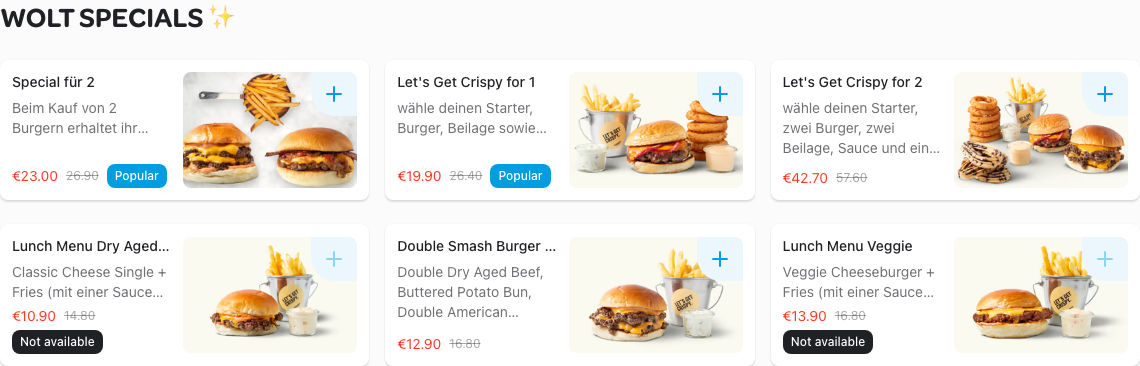 WOLT SPECIALS ✨
Special für 2
Beim Kauf von 2
Burgern erhaltet ihr...
€23.00 26.90 Popular
Let's Get Crispy for 1
wähle deinen Starter,
Burger, Beilage sowie...
€19.90 26.40 Popular
Let's Get Crispy for 2
wähle deinen Starter,
zwei Burger, zwei
Beilage, Sauce und ein...
€42.70 57.60
Lunch Menu Dry Aged...
Classic Cheese Single +
Fries (mit einer Sauce...
€10.90 14.80
Not available
Double Smash Burger ...
Double Dry Aged Beef,
Buttered Potato Bun,
Double American...
€12.90 16.80
Lunch Menu Veggie
Veggie Cheeseburger +
Fries (mit einer Sauce...
€13.90 16.80
Not available